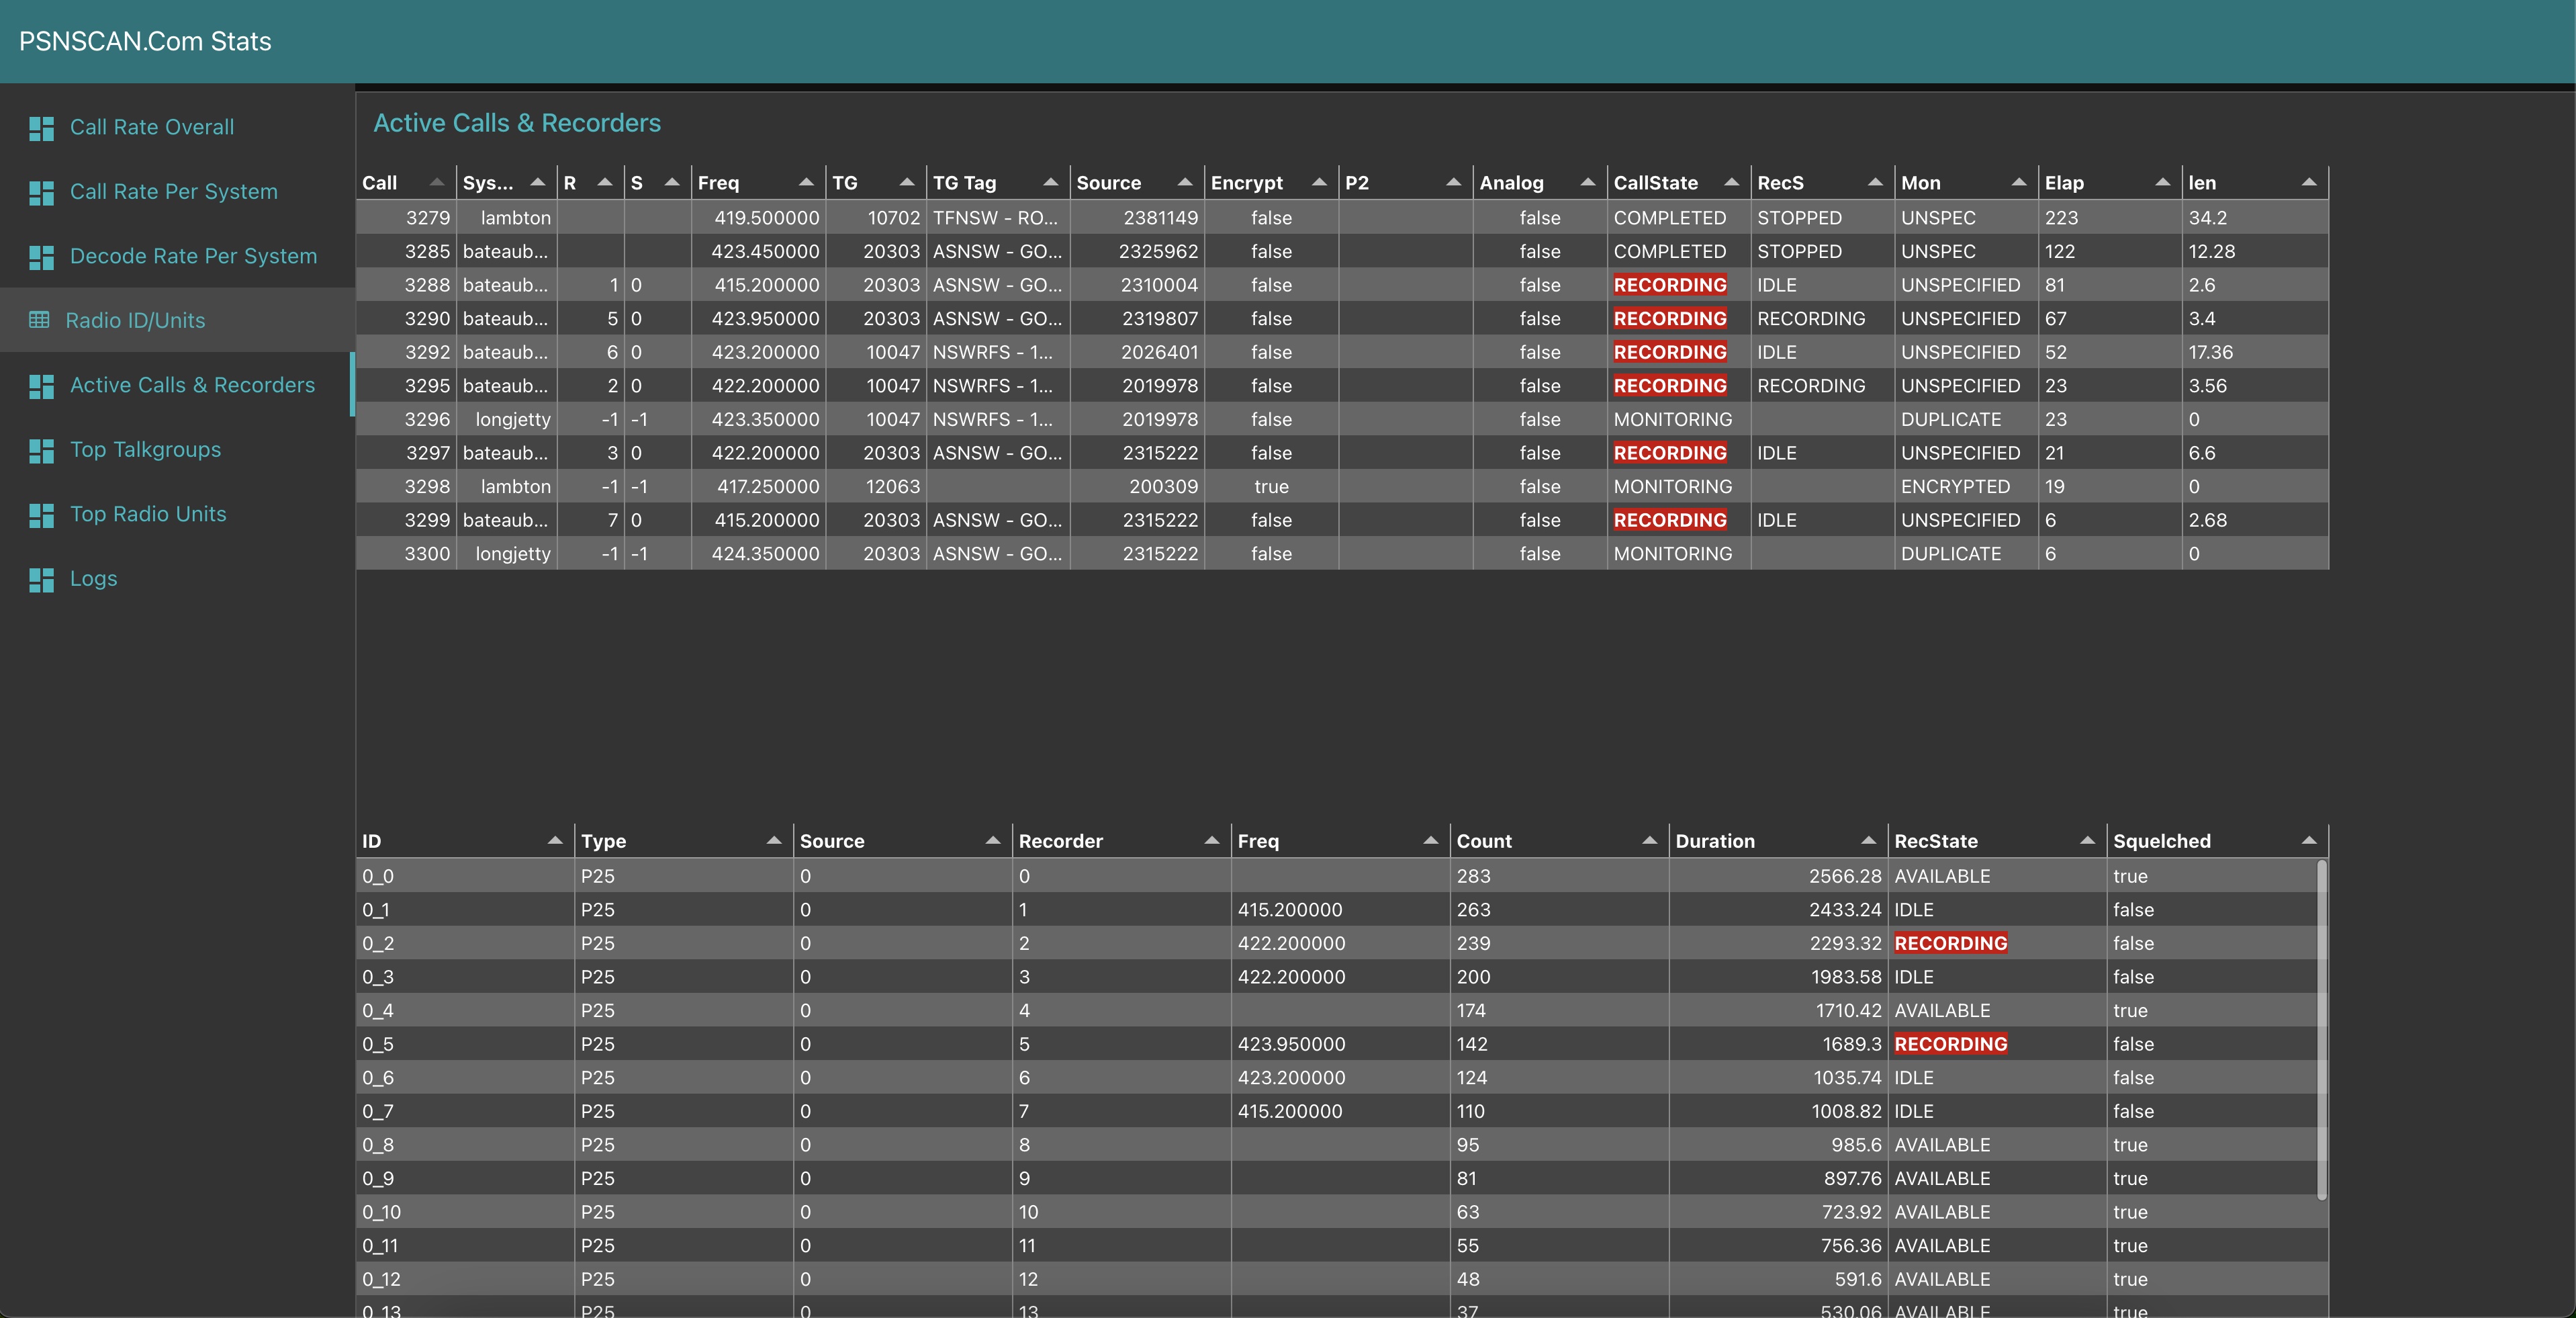 PSNSCAN.Com Stats
Call Rate Overall
Call Rate Per System
Decode Rate Per System
Radio ID/Units
Active Calls & Recorders
Top Talkgroups
Top Radio Units
Logs
Active Calls & Recorders
Call Sys... R S Freq TG TG Tag Source Encrypt P2 Analog CallState RecS Mon Elap len
3279 lambton 419.500000 10702 TFNSW - RO... 2381149 false false COMPLETED STOPPED UNSPEC 223 34.2
3285 bateaub... 423.450000 20303 ASNSW - GO... 2325962 false false COMPLETED STOPPED UNSPEC 122 12.28
3288 bateaub... 1 0 415.200000 20303 ASNSW - GO... 2310004 false false RECORDING IDLE UNSPECIFIED 81 2.6
3290 bateaub... 5 0 423.950000 20303 ASNSW - GO... 2319807 false false RECORDING RECORDING UNSPECIFIED 67 3.4
3292 bateaub... 6 0 423.200000 10047 NSWRFS - 1... 2026401 false false RECORDING IDLE UNSPECIFIED 52 17.36
3295 bateaub... 2 0 422.200000 10047 NSWRFS - 1... 2019978 false false RECORDING RECORDING UNSPECIFIED 23 3.56
3296 longjetty -1 -1 423.350000 10047 NSWRFS - 1... 2019978 false false MONITORING DUPLICATE 23 0
3297 bateaub... 3 0 422.200000 20303 ASNSW - GO... 2315222 false false RECORDING IDLE UNSPECIFIED 21 6.6
3298 lambton -1 -1 417.250000 12063 200309 true false MONITORING ENCRYPTED 19 0
3299 bateaub... 7 0 415.200000 20303 ASNSW - GO... 2315222 false false RECORDING IDLE UNSPECIFIED 6 2.68
3300 longjetty -1 -1 424.350000 20303 ASNSW - GO... 2315222 false false MONITORING DUPLICATE 6 0
ID Type Source Recorder Freq Count Duration RecState Squelched
0_0 P25 0 0 283 2566.28 AVAILABLE true
0_1 P25 0 1 415.200000 263 2433.24 IDLE false
0_2 P25 0 2 422.200000 239 2293.32 RECORDING false
0_3 P25 0 3 422.200000 200 1983.58 IDLE false
0_4 P25 0 4 174 1710.42 AVAILABLE true
0_5 P25 0 5 423.950000 142 1689.3 RECORDING false
0_6 P25 0 6 423.200000 124 1035.74 IDLE false
0_7 P25 0 7 415.200000 110 1008.82 IDLE false
0_8 P25 0 8 95 985.6 AVAILABLE true
0_9 P25 0 9 81 897.76 AVAILABLE true
0_10 P25 0 10 63 723.92 AVAILABLE true
0_11 P25 0 11 55 756.36 AVAILABLE true
0_12 P25 0 12 48 591.6 AVAILABLE true
0_13 P25 0 13 37 530.06 AVAILABLE true